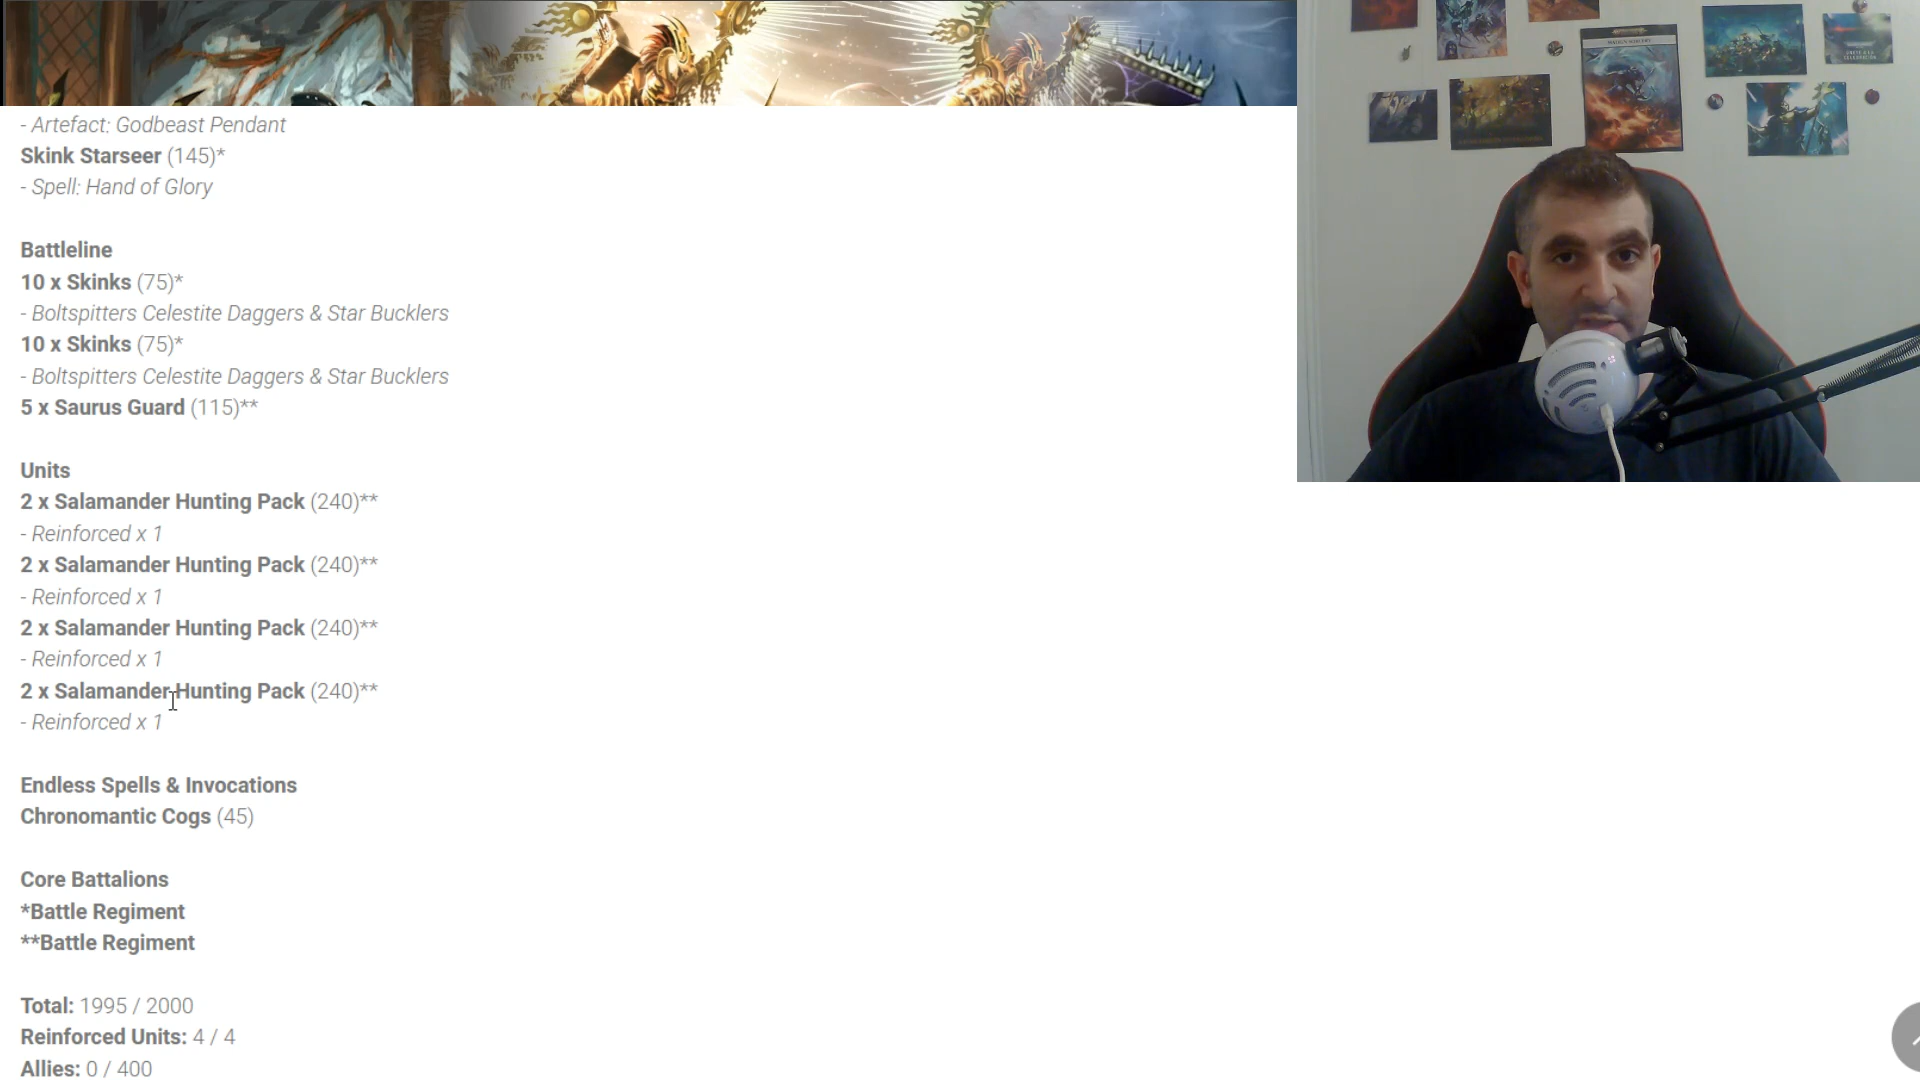 - Artefact: Godbeast Pendant
Skink Starseer (145)*
- Spell: Hand of Glory
Battleline
10 x Skinks (75)*
- Boltspitters Celestite Daggers & Star Bucklers
10 x Skinks (75)*
- Boltspitters Celestite Daggers & Star Bucklers
5 x Saurus Guard (115)**
Units
2 x Salamander Hunting Pack (240)**
- Reinforced x 1
2 x Salamander Hunting Pack (240)**
- Reinforced x 1
2 x Salamander Hunting Pack (240)**
- Reinforced x 1
2 x Salamander Hunting Pack (240)**
- Reinforced x 1
Endless Spells & Invocations
Chronomantic Cogs (45)
Core Battalions
*Battle Regiment
**Battle Regiment
Total: 1995 / 2000
Reinforced Units: 4 / 4
Allies: 0 / 400